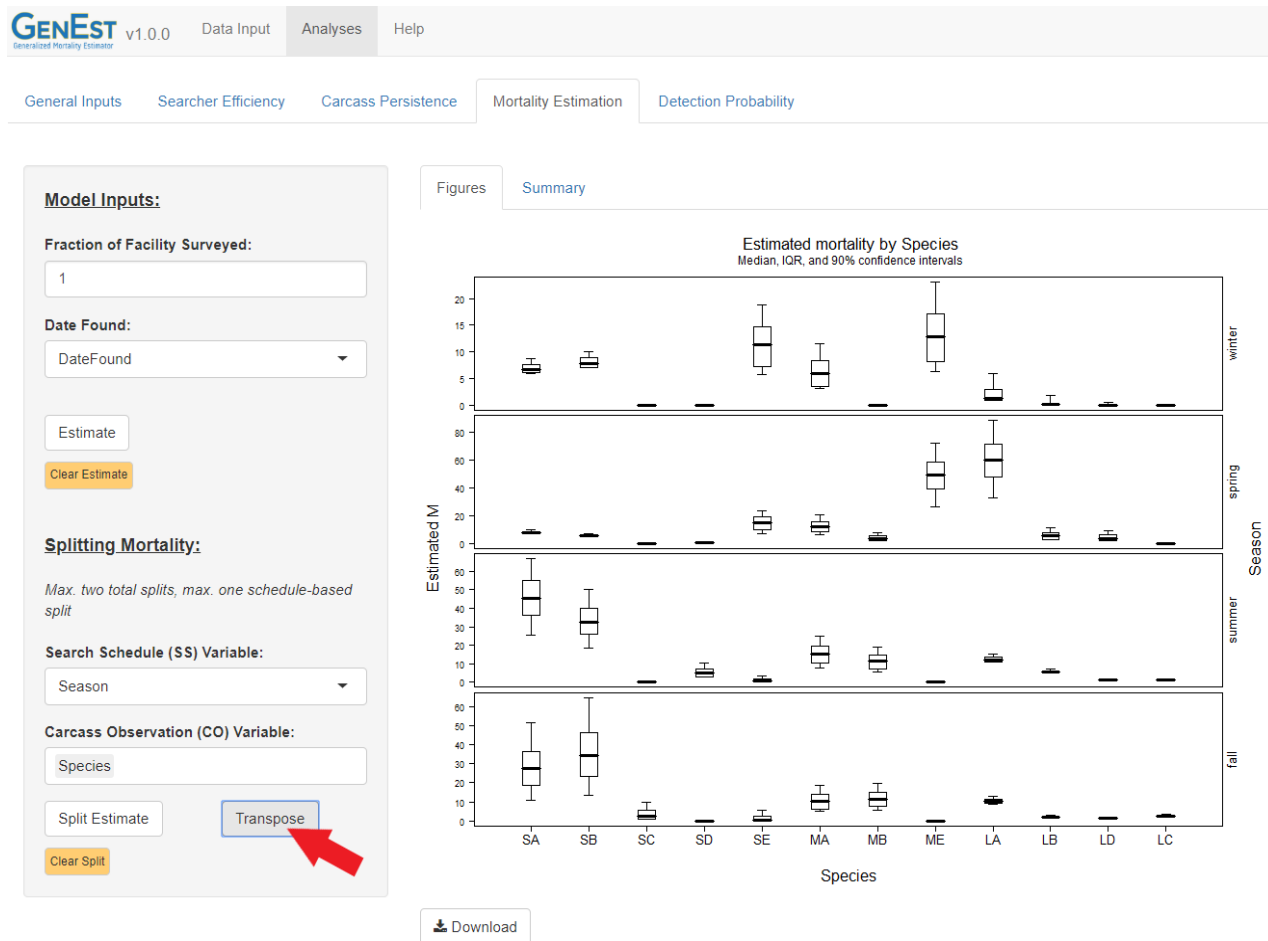 GENEST v1.0.0 Data Input Analyses Help
Generalized Mortality Estimator
General Inputs Searcher Efficiency Carcass Persistence Mortality Estimation Detection Probability
Model Inputs:
Fraction of Facility Surveyed:
1
Date Found:
DateFound
Estimate
Clear Estimate
Splitting Mortality:
Max. two total splits, max. one schedule-based
split
Search Schedule (SS) Variable:
Season
Carcass Observation (CO) Variable:
Species
Split Estimate Transpose
Clear Split
Figures Summary
Estimated mortality by Species
Median, IQR, and 90% confidence intervals
20
15
10
5
0
winter
80
60
40
20
0
spring
60
50
40
30
20
10
0
summer
60
50
40
30
20
10
0
fall
Estimated M
Season
SA SB SC SD SE MA MB ME LA LB LD LC
Species
Download